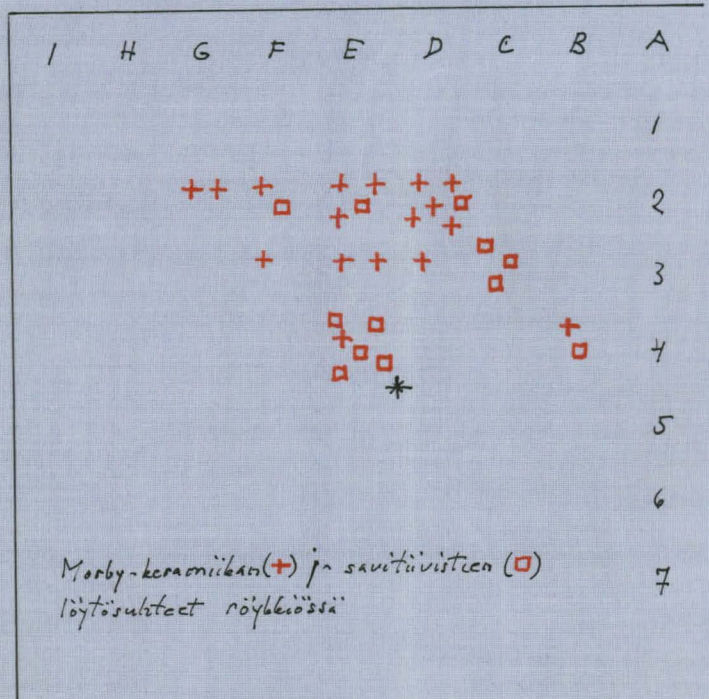 I H G F E D C B A
1
2
3
4
5
6
7
Morby-keramiikan (+) ja savitiivistien (□)
löytösuhteet röykkiössä